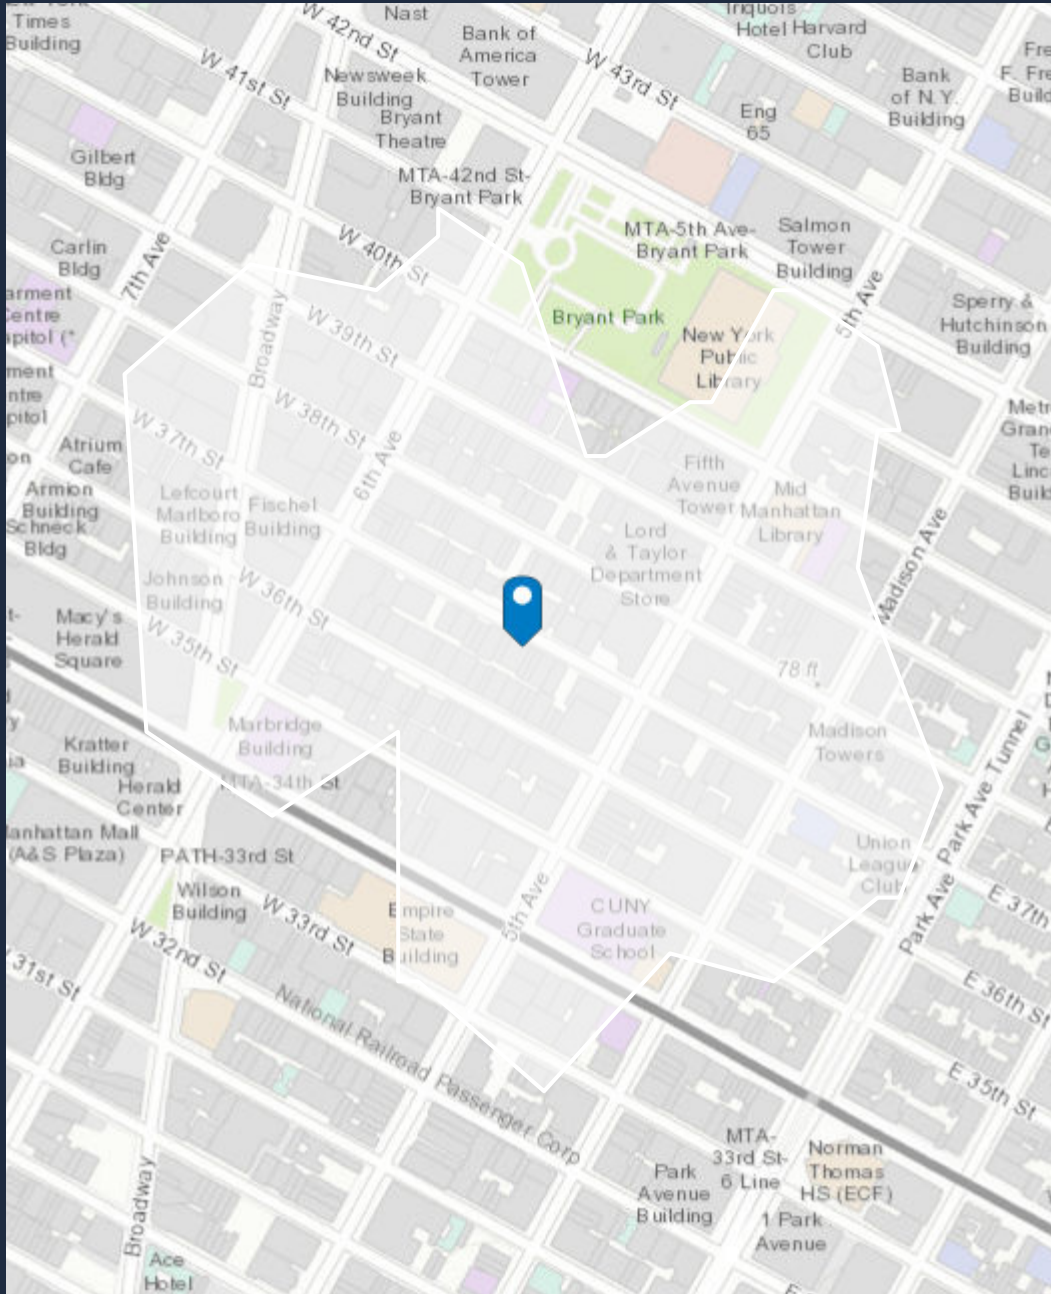 Times
Building
Nast
W 42nd St
Bank of
America
Tower
Hotel
Harvard
Club
W 41st St
Newsweek
Building
W 43rd St
Bank
of N.Y.
Building
Bryant
Theatre
Eng
65
Gilbert
Bldg
MTA-42nd St-
Bryant Park
MTA-5th Ave-
Bryant Park
Salmon
Tower
Building
Carlin
Bldg
7th Ave
W 40th St
5th Ave
Sperry &
Hutchinson
Building
Bryant Park
New York
Public
Library
Broadway
W 39th St
W 38th St
W 37th St
Atrium
Cafe
6th Ave
Armion
Building
Schneck
Bldg
Lefcourt
Marlboro
Building
Fischel
Building
Fifth
Avenue
Tower
Mid
Manhattan
Library
Lord
& Taylor
Department
Store
Madison Ave
Johnson
Building
W 36th St
Macy's
Herald
Square
W 35th St
78 ft
Marbridge
Building
Madison
Towers
Kratter
Building
MTA-34th St
Herald
Center
Park Ave Tunnel
anhattan Mall
(A&S Plaza)
PATH-33rd St
Union
League
Club
Wilson
Building
W 33rd St
Empire
State
Building
5th Ave
CUNY
Graduate
School
Park Ave
E 37th
W 32nd St
31st St
E 36th St
National Railroad Passenger Corp
E 35th St
MTA-
33rd St-
6 Line
Norman
Thomas
HS (ECF)
Park
Avenue
Building
1 Park
Avenue
Broadway
Ace
Hotel